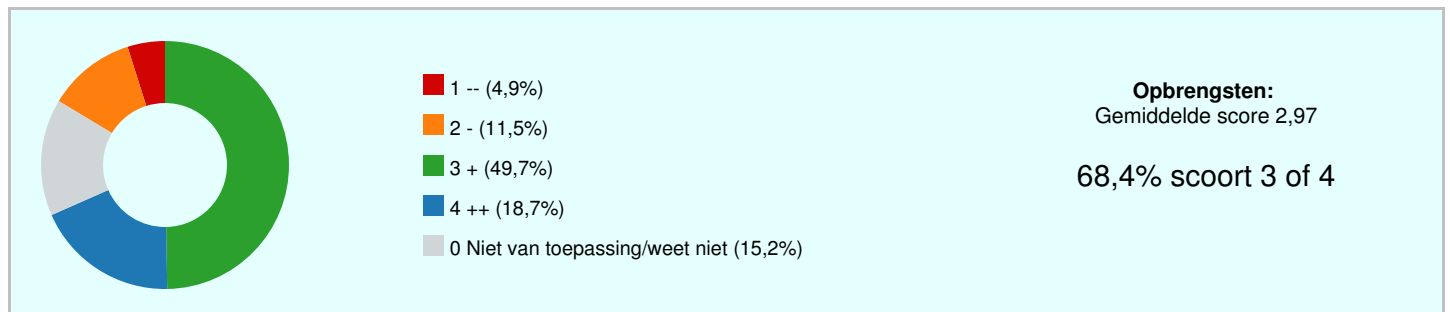 1 -- (4,9%)
2 - (11,5%)
3 + (49,7%)
4 ++ (18,7%)
0 Niet van toepassing/weet niet (15,2%)
Opbrengsten:
Gemiddelde score 2,97
68,4% scoort 3 of 4